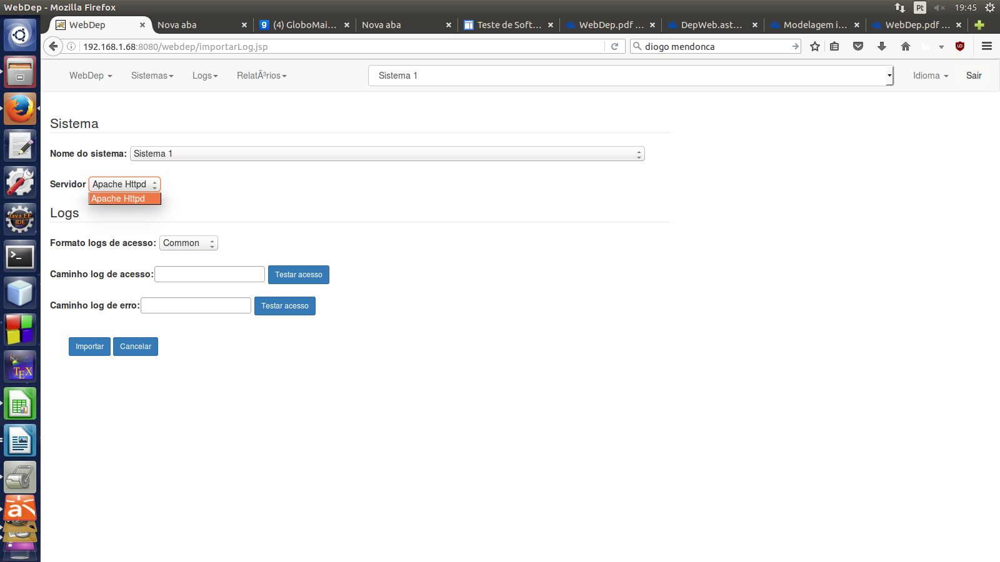 WebDep - Mozilla Firefox
Pt
19:45
WebDep
Nova aba
(4) GloboMai...
Nova aba
Teste de Soft...
WebDep.pdf ...
DepWeb.ast...
Modelagem i...
WebDep.pdf ...
192.168.1.68:8080/webdep/importarLog.jsp
diogo mendonca
WebDep
Sistemas
Logs
RelatÃ³rios
Sistema 1
Idioma
Sair
Sistema
Nome do sistema: Sistema 1
Servidor Apache Httpd
Apache Httpd
Logs
Formato logs de acesso: Common
Caminho log de acesso: Testar acesso
Caminho log de erro: Testar acesso
Importar Cancelar
Java EE
IDE
TEX